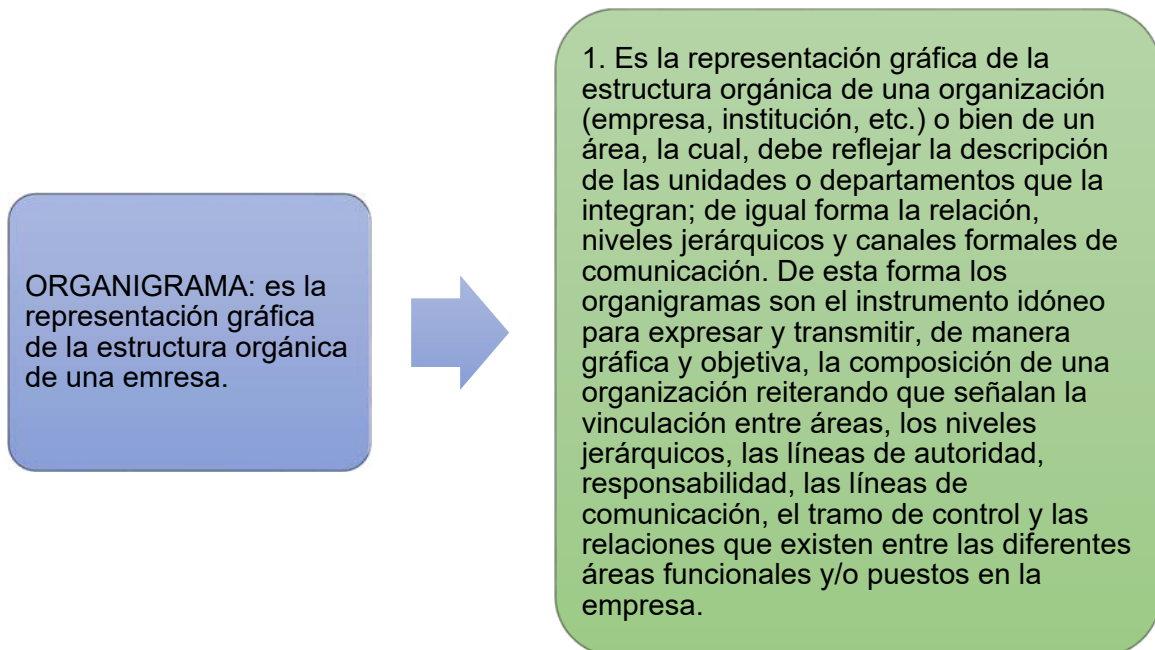 ORGANIGRAMA: es la
representación gráfica
de la estructura orgánica
de una emresa.
1. Es la representación gráfica de la
estructura orgánica de una organización
(empresa, institución, etc.) o bien de un
área, la cual, debe reflejar la descripción
de las unidades o departamentos que la
integran; de igual forma la relación,
niveles jerárquicos y canales formales de
comunicación. De esta forma los
organigramas son el instrumento idóneo
para expresar y transmitir, de manera
gráfica y objetiva, la composición de una
organización reiterando que señalan la
vinculación entre áreas, los niveles
jerárquicos, las líneas de autoridad,
responsabilidad, las líneas de
comunicación, el tramo de control y las
relaciones que existen entre las diferentes
áreas funcionales y/o puestos en la
empresa.